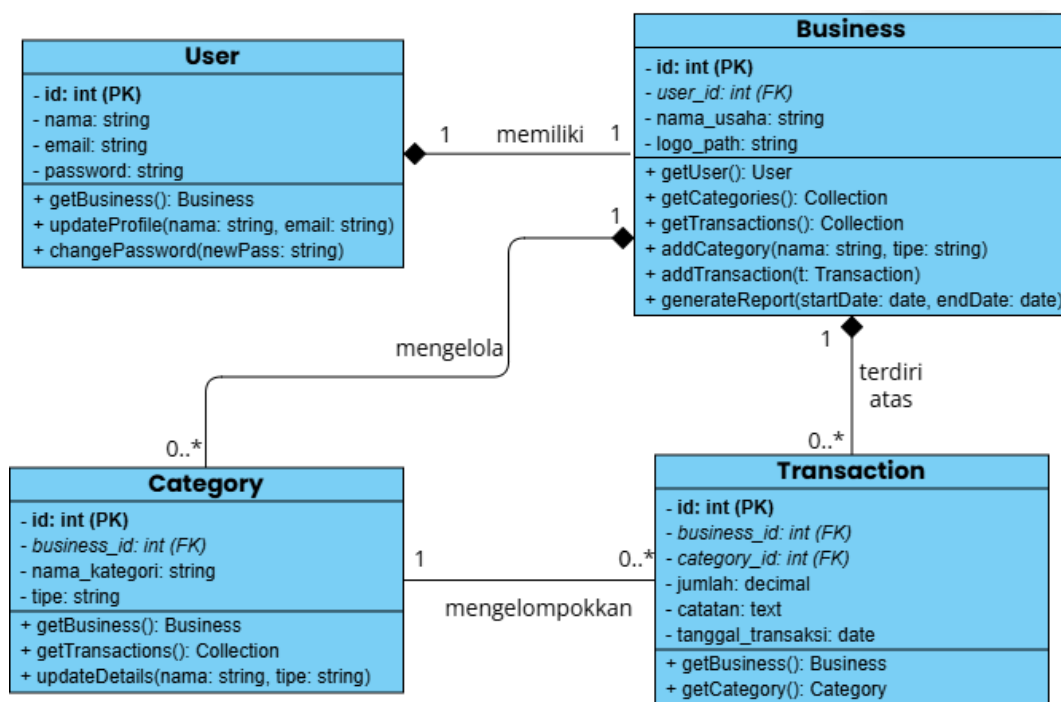 User
- id: int (PK)
- nama: string
- email: string
- password: string
+ getBusiness(): Business
+ updateProfile(nama: string, email: string)
+ changePassword(newPass: string)
1
memiliki
1
Business
- id: int (PK)
- user_id: int (FK)
- nama_usaha: string
- logo_path: string
+ getUser(): User
+ getCategories(): Collection
+ getTransactions(): Collection
+ addCategory(nama: string, tipe: string)
+ addTransaction(t: Transaction)
+ generateReport(startDate: date, endDate: date)
1
mengelola
0..*
1
terdiri
atas
0..*
Category
- id: int (PK)
- business_id: int (FK)
- nama_kategori: string
- tipe: string
+ getBusiness(): Business
+ getTransactions(): Collection
+ updateDetails(nama: string, tipe: string)
1
mengelompokkan
0..*
Transaction
- id: int (PK)
- business_id: int (FK)
- category_id: int (FK)
- jumlah: decimal
- catatan: text
- tanggal_transaksi: date
+ getBusiness(): Business
+ getCategory(): Category